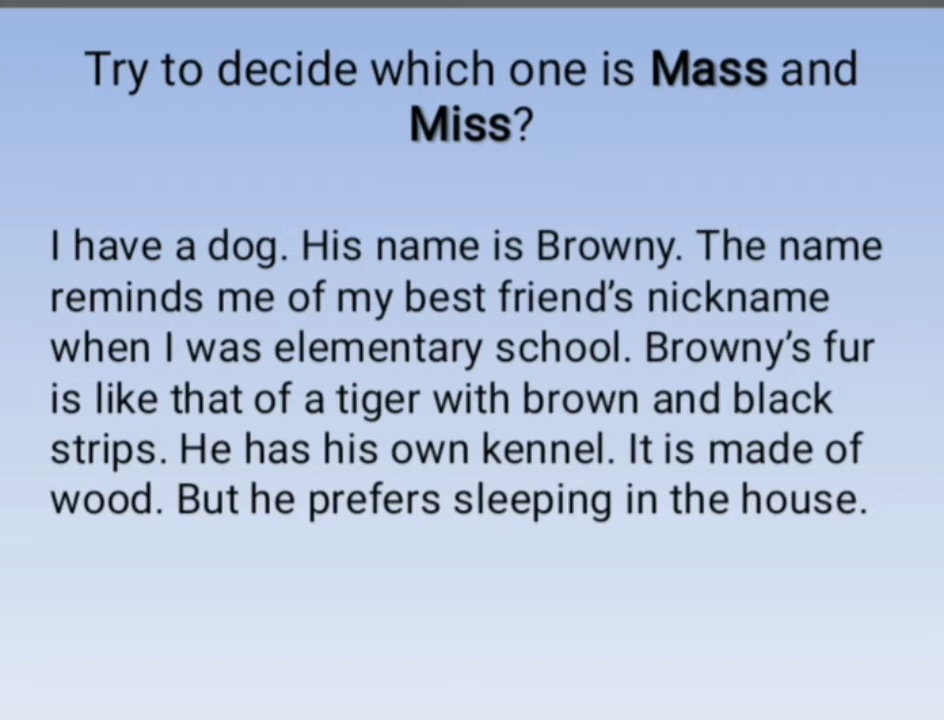 Try to decide which one is Mass and
Miss?
I have a dog. His name is Browny. The name
reminds me of my best friend's nickname
when I was elementary school. Browny's fur
is like that of a tiger with brown and black
strips. He has his own kennel. It is made of
wood. But he prefers sleeping in the house.